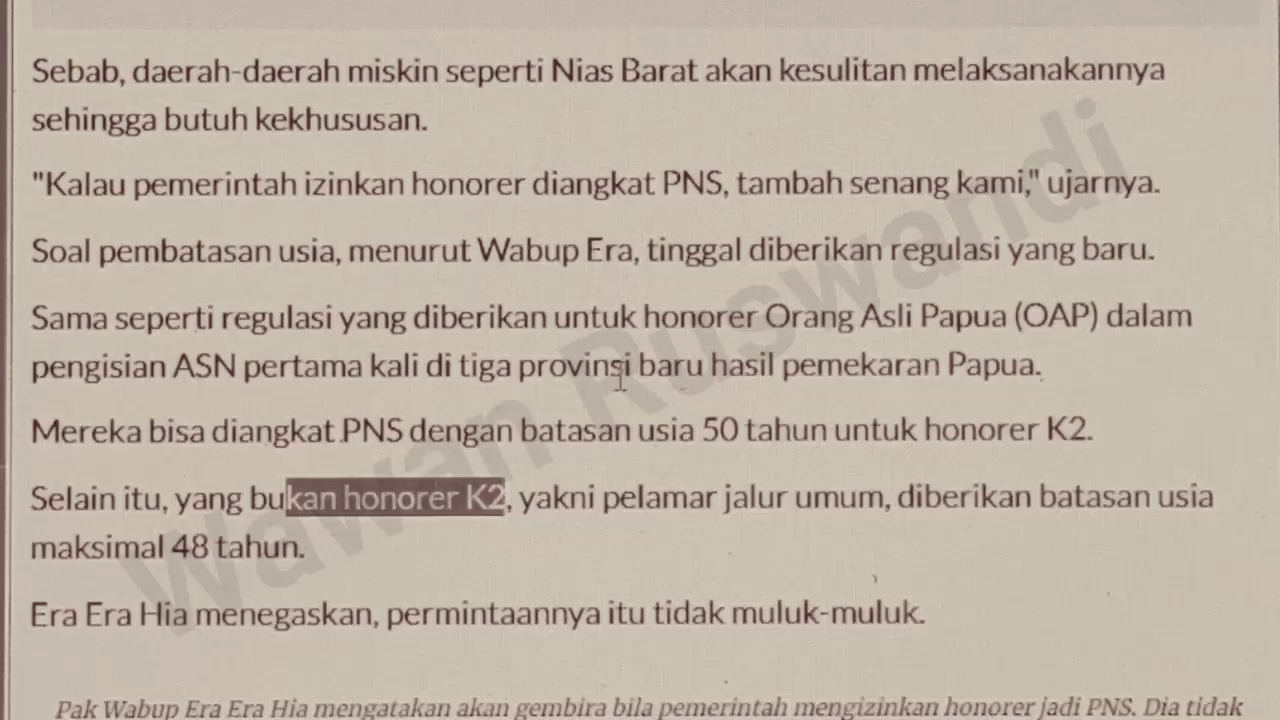 Sebab, daerah-daerah miskin seperti Nias Barat akan kesulitan melaksanakannya
sehingga butuh kekhususan.
"Kalau pemerintah izinkan honorer diangkat PNS, tambah senang kami," ujarnya.
Soal pembatasan usia, menurut Wabup Era, tinggal diberikan regulasi yang baru.
Sama seperti regulasi yang diberikan untuk honorer Orang Asli Papua (OAP) dalam
pengisian ASN pertama kali di tiga provinsi baru hasil pemekaran Papua.
Mereka bisa diangkat PNS dengan batasan usia 50 tahun untuk honorer K2.
Selain itu, yang bukan honorer K2, yakni pelamar jalur umum, diberikan batasan usia
maksimal 48 tahun.
Era Era Hia menegaskan, permintaannya itu tidak muluk-muluk.
Pak Wabup Era Era Hia mengatakan akan gembira bila pemerintah mengizinkan honorer jadi PNS. Dia tidak
Wawan Ruswandi